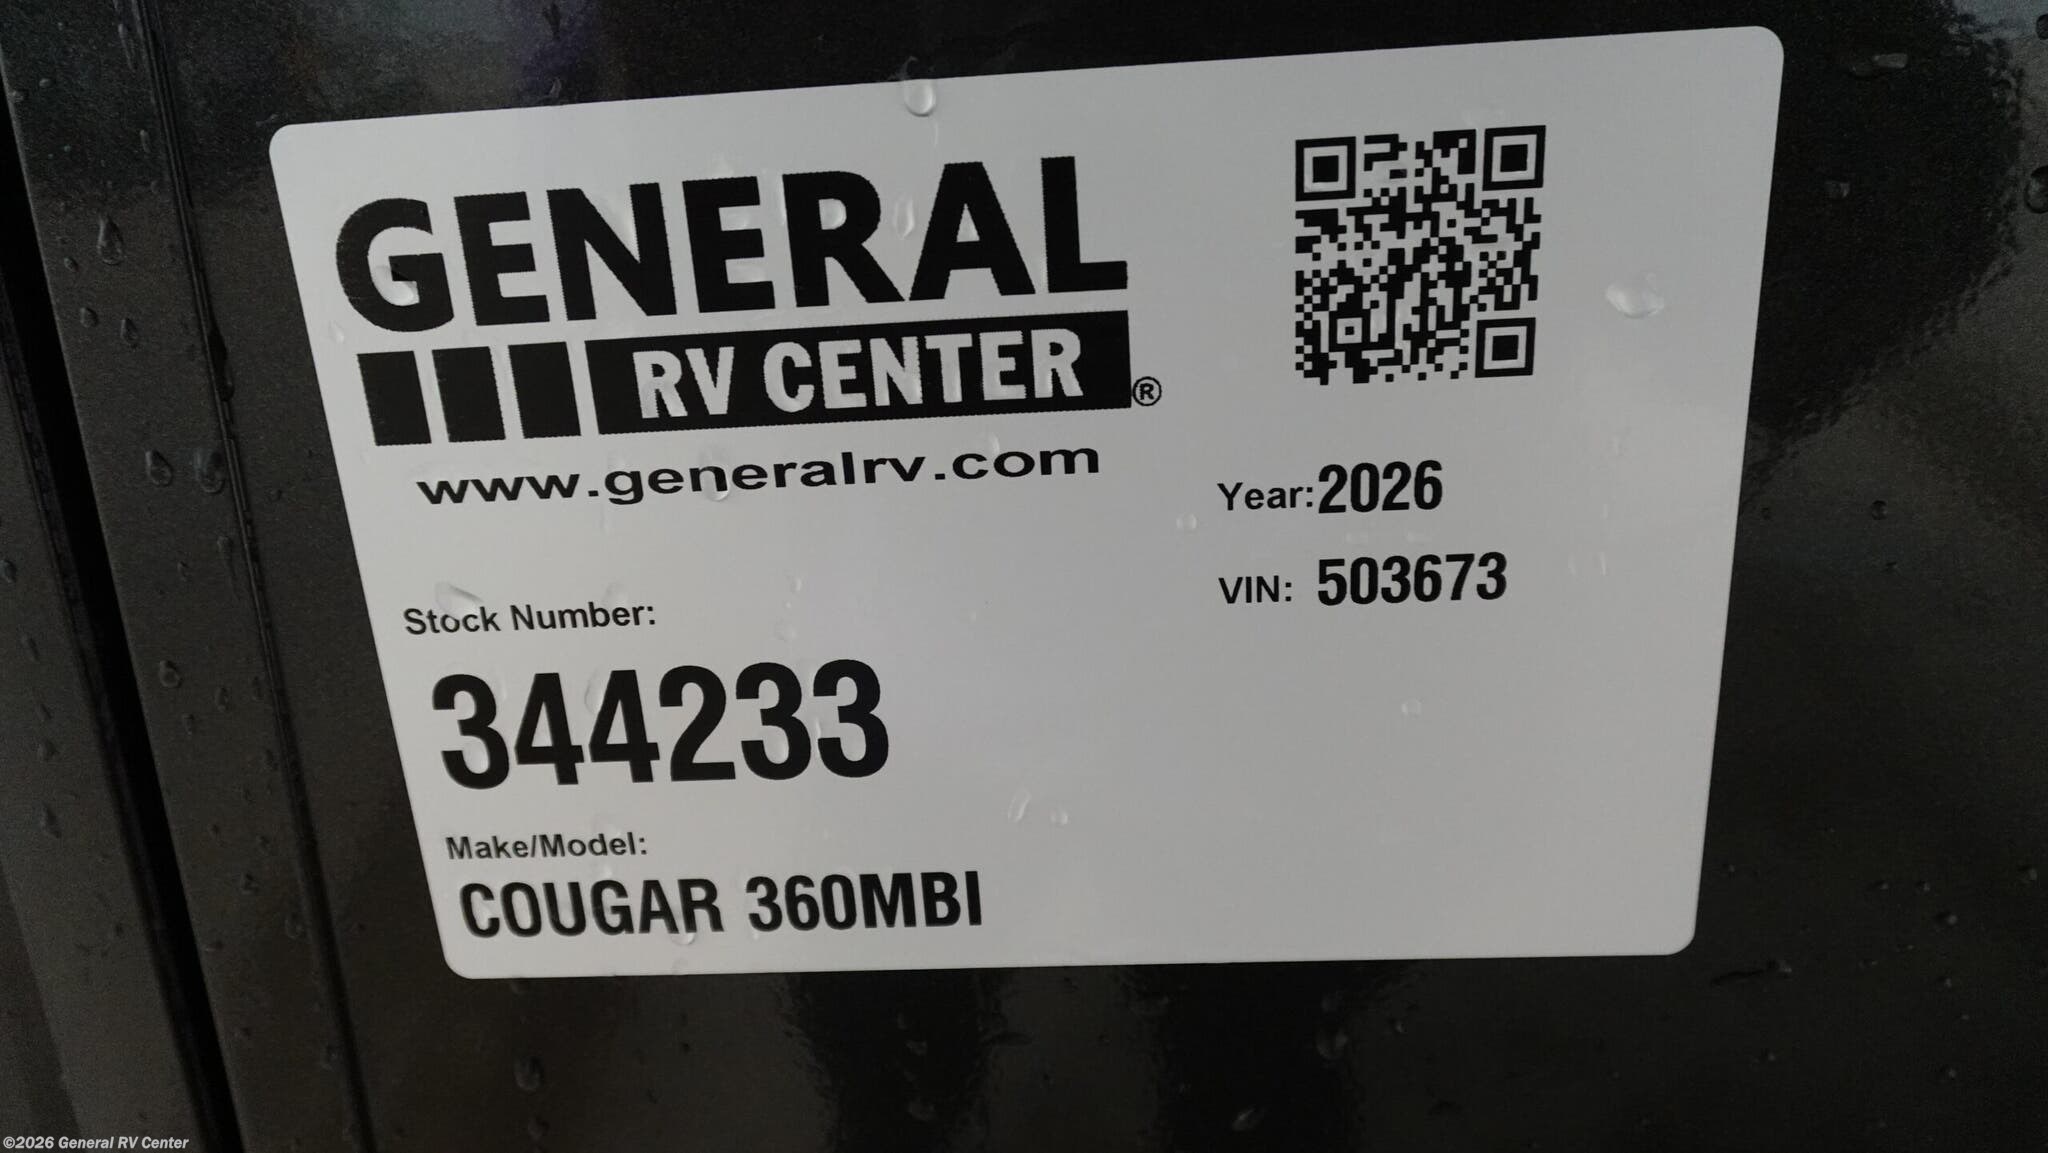 GENERAL
RV CENTER®
www.generalrv.com
Year:2026
VIN: 503673
Stock Number:
344233
Make/Model:
COUGAR 360MBI
©2026 General RV Center